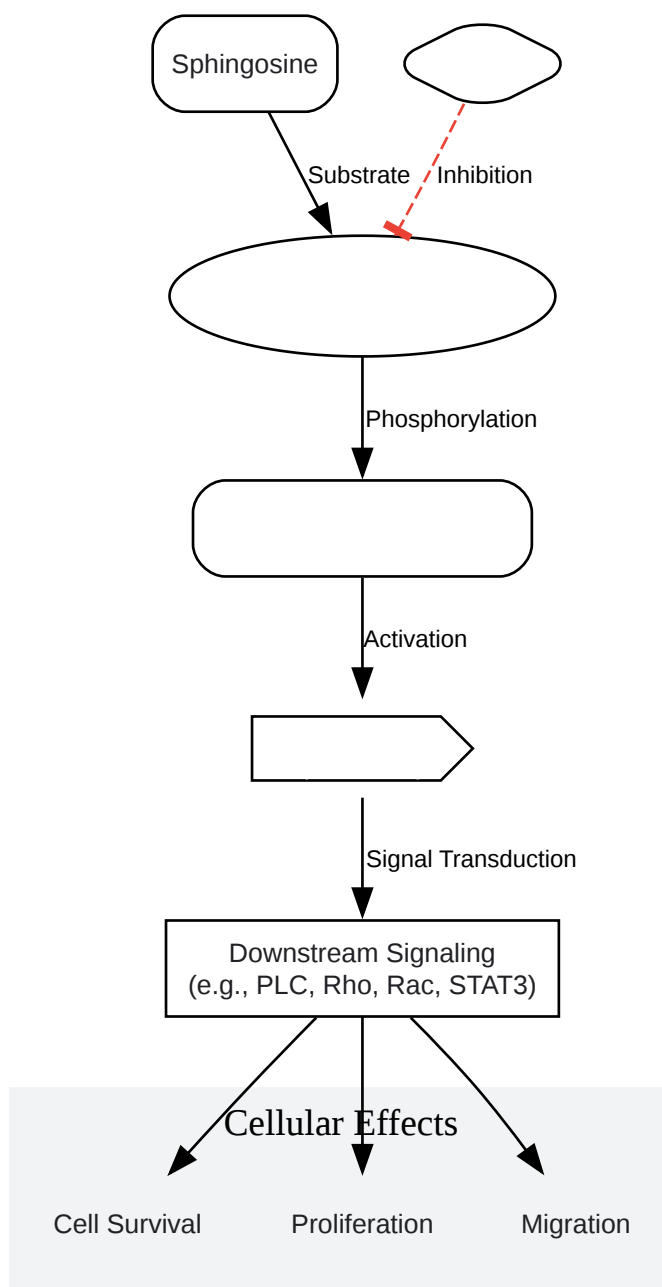 Sphingosine
Substrate
Inhibition
Phosphorylation
Activation
Signal Transduction
Downstream Signaling
(e.g., PLC, Rho, Rac, STAT3)
Cellular Effects
Cell Survival
Proliferation
Migration